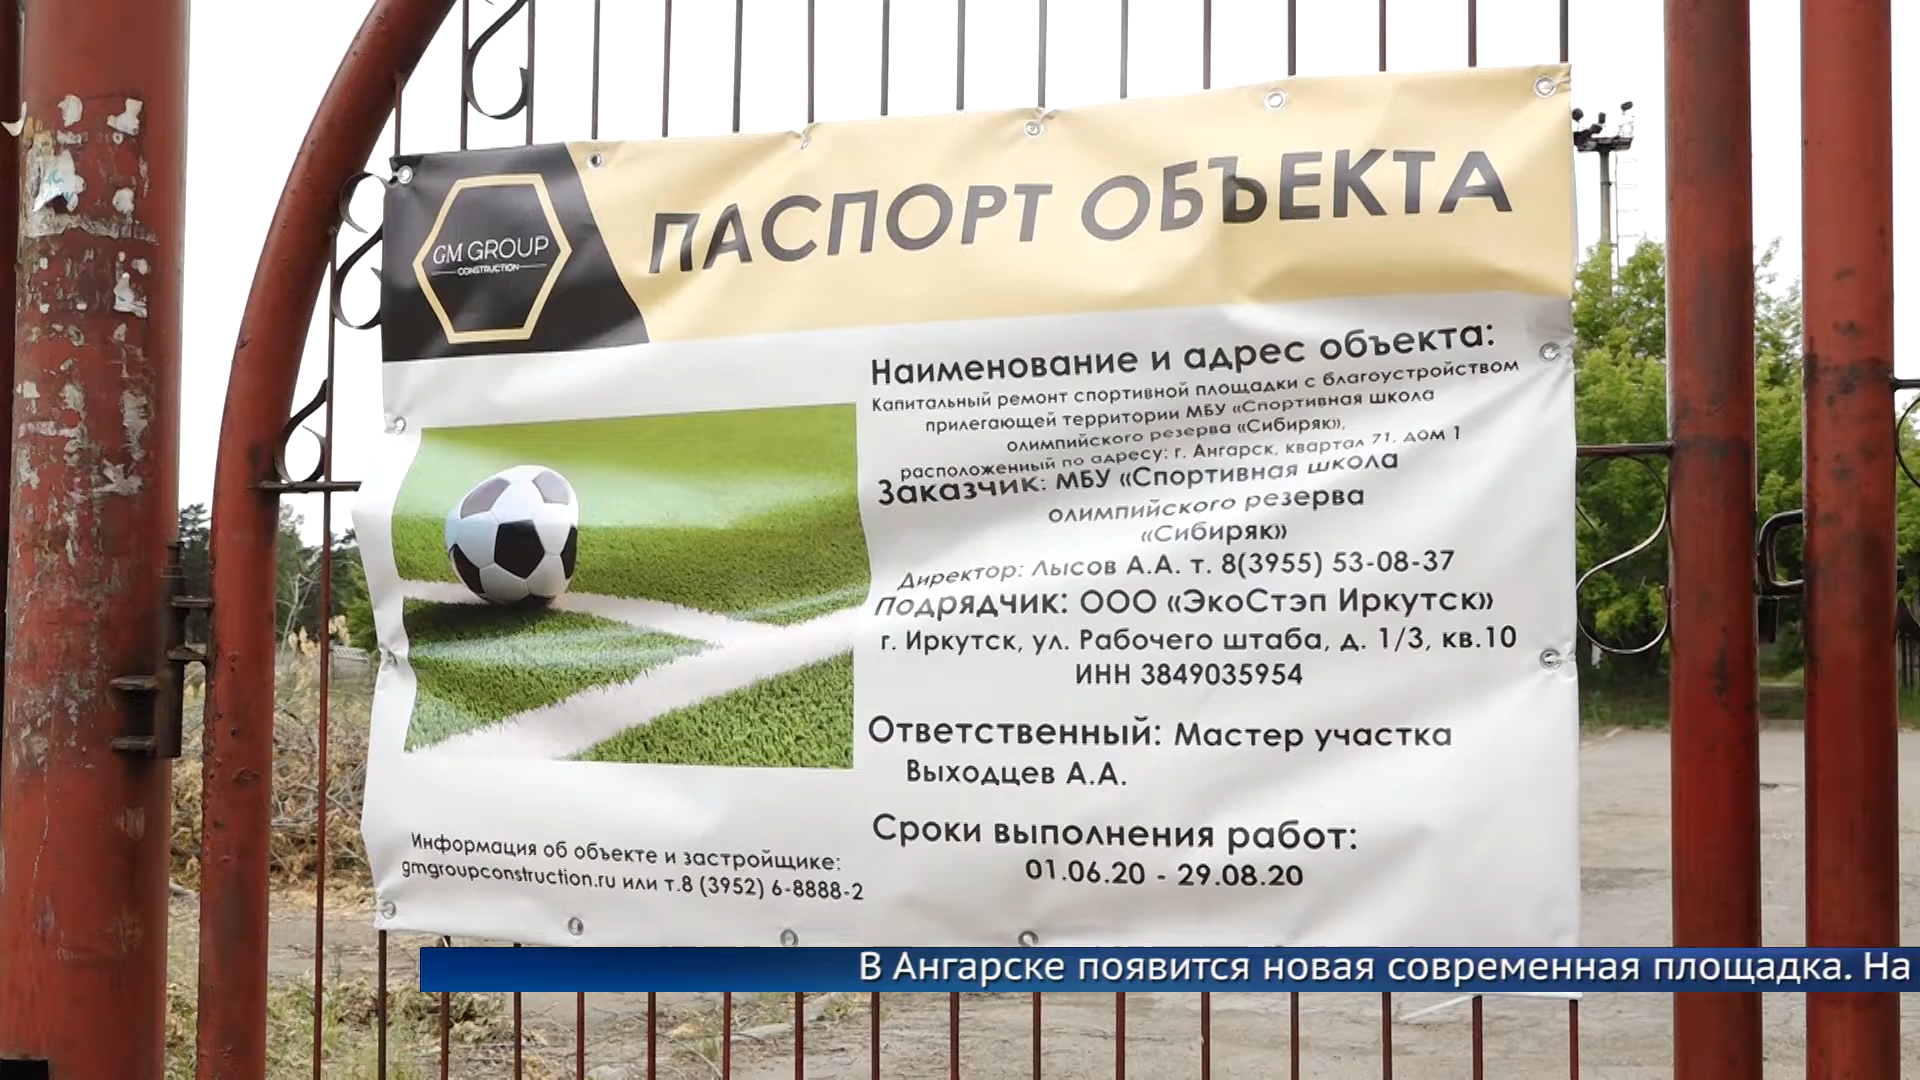 GM GROUP
CONSTRUCTION
ПАСПОРТ ОБЪЕКТА
Наименование и адрес объекта:
Капитальный ремонт спортивной площадки с благоустройством
прилегающей территории МБУ «Спортивная школа
олимпийского резерва «Сибиряк»,
расположенный по адресу: г. Ангарск, квартал 71, дом 1
Заказчик: МБУ «Спортивная школа
олимпийского резерва
«Сибиряк»
Директор: Лысов А.А. т. 8(3955) 53-08-37
Подрядчик: ООО «ЭкоСтэп Иркутск»
г. Иркутск, ул. Рабочего штаба, д. 1/3, кв.10
ИНН 3849035954
Ответственный: Мастер участка
Выходцев А.А.
Сроки выполнения работ:
01.06.20 - 29.08.20
Информация об объекте и застройщике:
gmgroupconstruction.ru или т.8 (3952) 6-8888-2
В Ангарске появится новая современная площадка. На